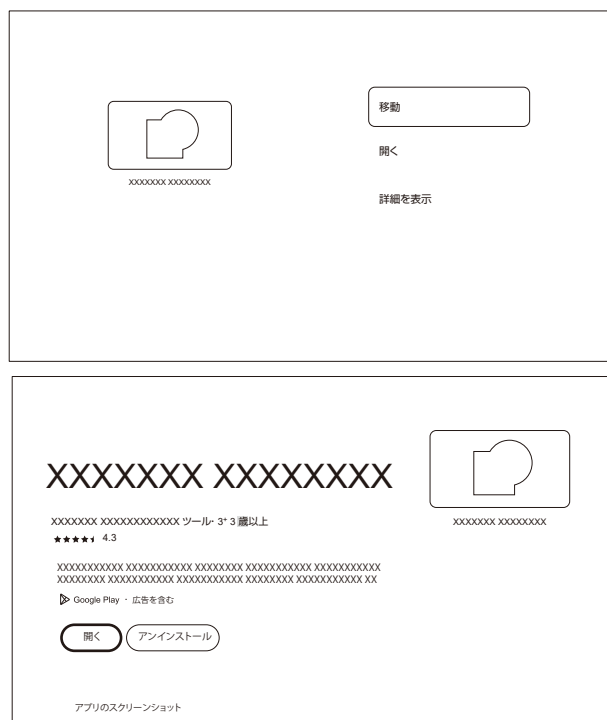 移動
開く
XXXXXXX XXXXXXXX
詳細を表示
XXXXXXX XXXXXXXX
XXXXXXX XXXXXXXXXXXX ツール· 3⁺ 3 歳以上
XXXXXXX XXXXXXXX
4.3
XXXXXXXXXXX XXXXXXXXXXX XXXXXXXX XXXXXXXXXXXX XXXXXXXXXXX
XXXXXXXX XXXXXXXXXXX XXXXXXXXXXX XXXXXXXX XXXXXXXXXXX XX
Google Play · 広告を含む
開く
アンインストール
アプリのスクリーンショット